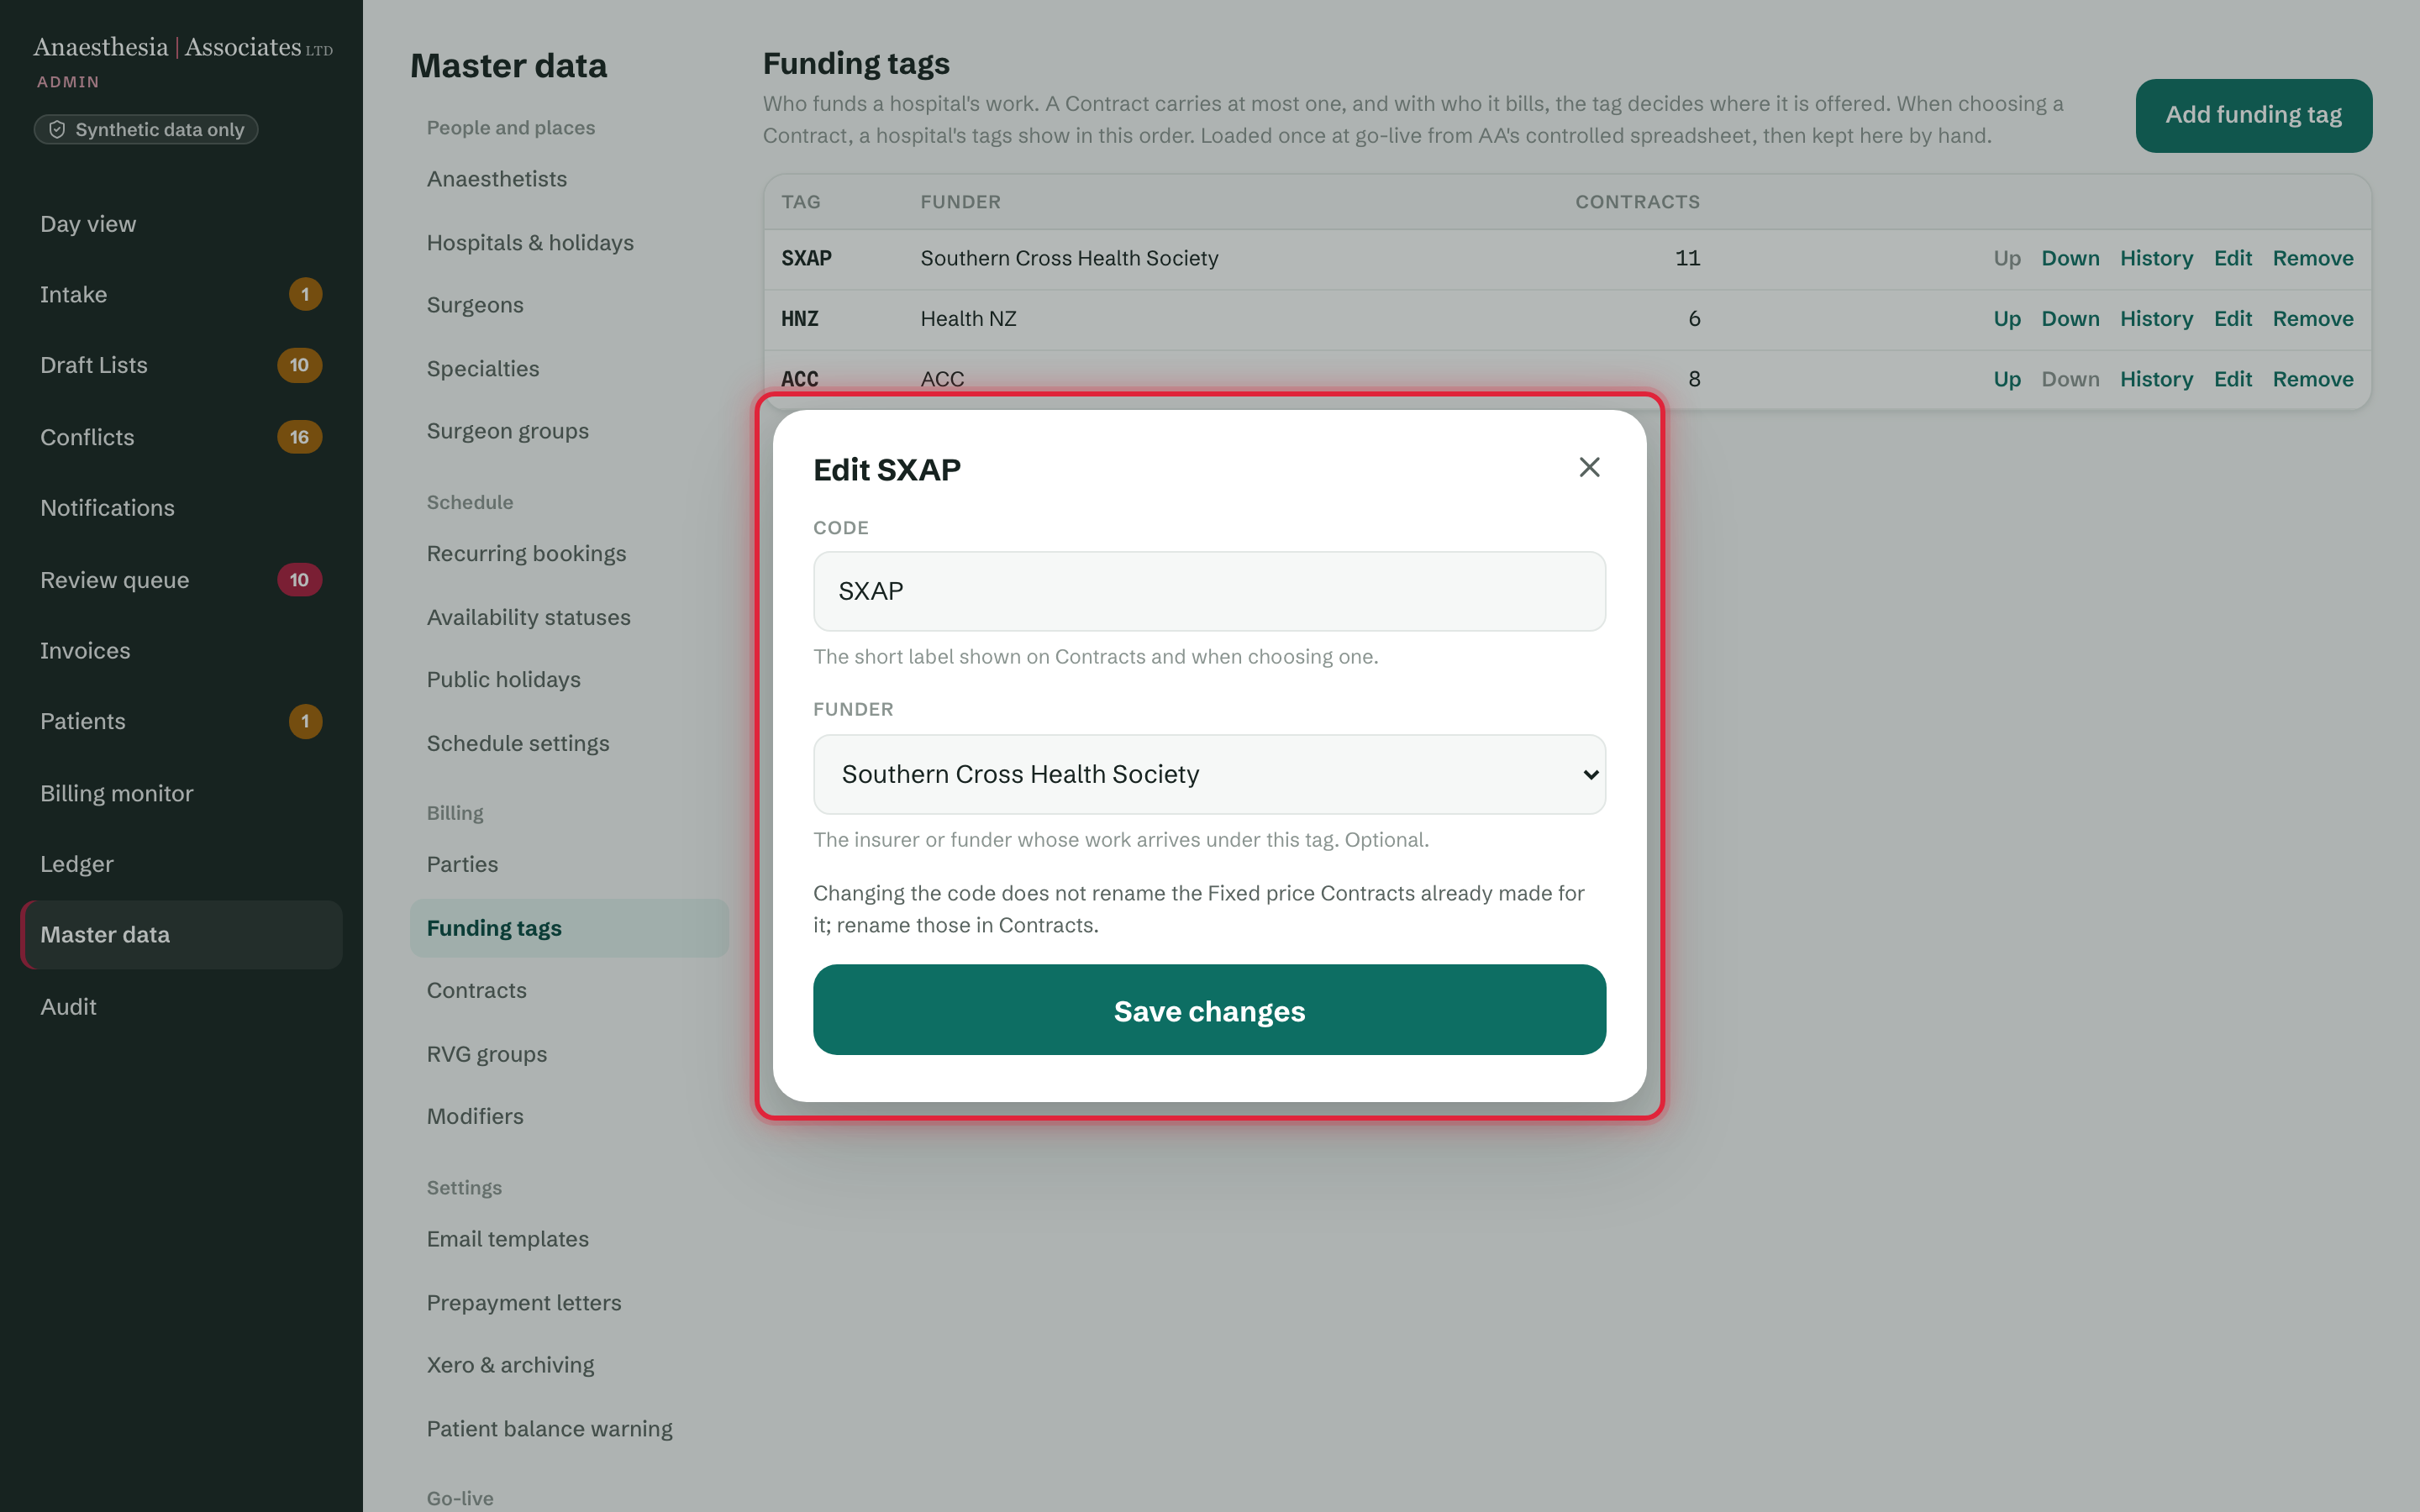 Anaesthesia | Associates LTD
ADMIN
Synthetic data only
Day view
Intake 1
Draft Lists 10
Conflicts 16
Notifications
Review queue 10
Invoices
Patients 1
Billing monitor
Ledger
Master data
Audit
Master data
People and places
Anaesthetists
Hospitals & holidays
Surgeons
Specialties
Surgeon groups
Schedule
Recurring bookings
Availability statuses
Public holidays
Schedule settings
Billing
Parties
Funding tags
Contracts
RVG groups
Modifiers
Settings
Email templates
Prepayment letters
Xero & archiving
Patient balance warning
Go-live
Funding tags
Who funds a hospital's work. A Contract carries at most one, and with who it bills, the tag decides where it is offered. When choosing a
Contract, a hospital's tags show in this order. Loaded once at go-live from AA's controlled spreadsheet, then kept here by hand.
Add funding tag
TAG FUNDER CONTRACTS
SXAP Southern Cross Health Society 11 Up Down History Edit Remove
HNZ Health NZ 6 Up Down History Edit Remove
ACC ACC 8 Up Down History Edit Remove
Edit SXAP
CODE
SXAP
The short label shown on Contracts and when choosing one.
FUNDER
Southern Cross Health Society
The insurer or funder whose work arrives under this tag. Optional.
Changing the code does not rename the Fixed price Contracts already made for
it; rename those in Contracts.
Save changes